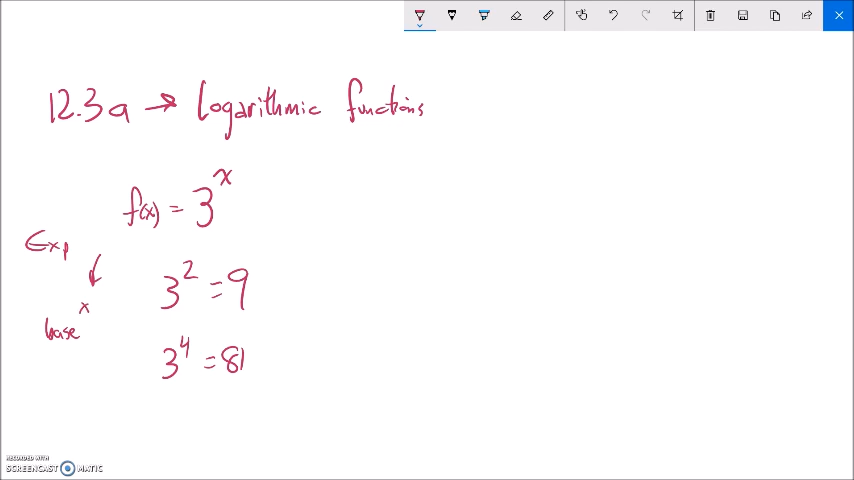 12.3a → Logarithmic functions
f(x) = 3^x
Exp
3^2 = 9
base^x
3^4 = 81
RECORDED WITH
SCREENCAST MATIC